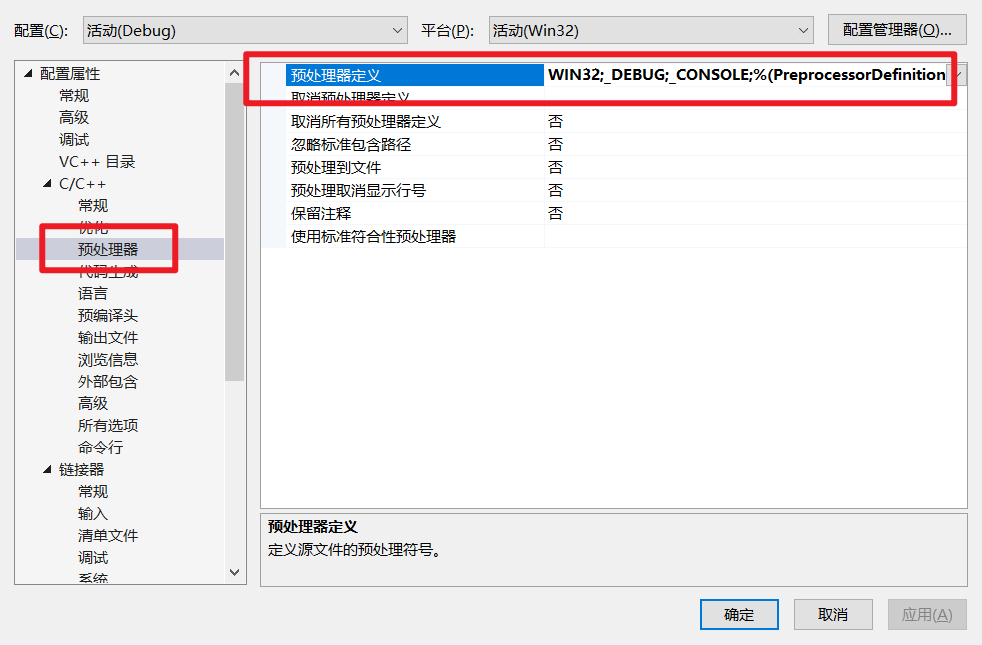 配置(C): 活动(Debug) 平台(P): 活动(Win32) 配置管理器(O)...
配置属性
常规
高级
调试
VC++ 目录
C/C++
常规
优化
预处理器
代码生成
语言
预编译头
输出文件
浏览信息
外部包含
高级
所有选项
命令行
链接器
常规
输入
清单文件
调试
系统
预处理器定义 WIN32;_DEBUG;_CONSOLE;%(PreprocessorDefinition
取消预处理器定义
取消所有预处理器定义 否
忽略标准包含路径 否
预处理到文件 否
预处理取消显示行号 否
保留注释 否
使用标准符合性预处理器
预处理器定义
定义源文件的预处理符号。
确定 取消 应用(A)